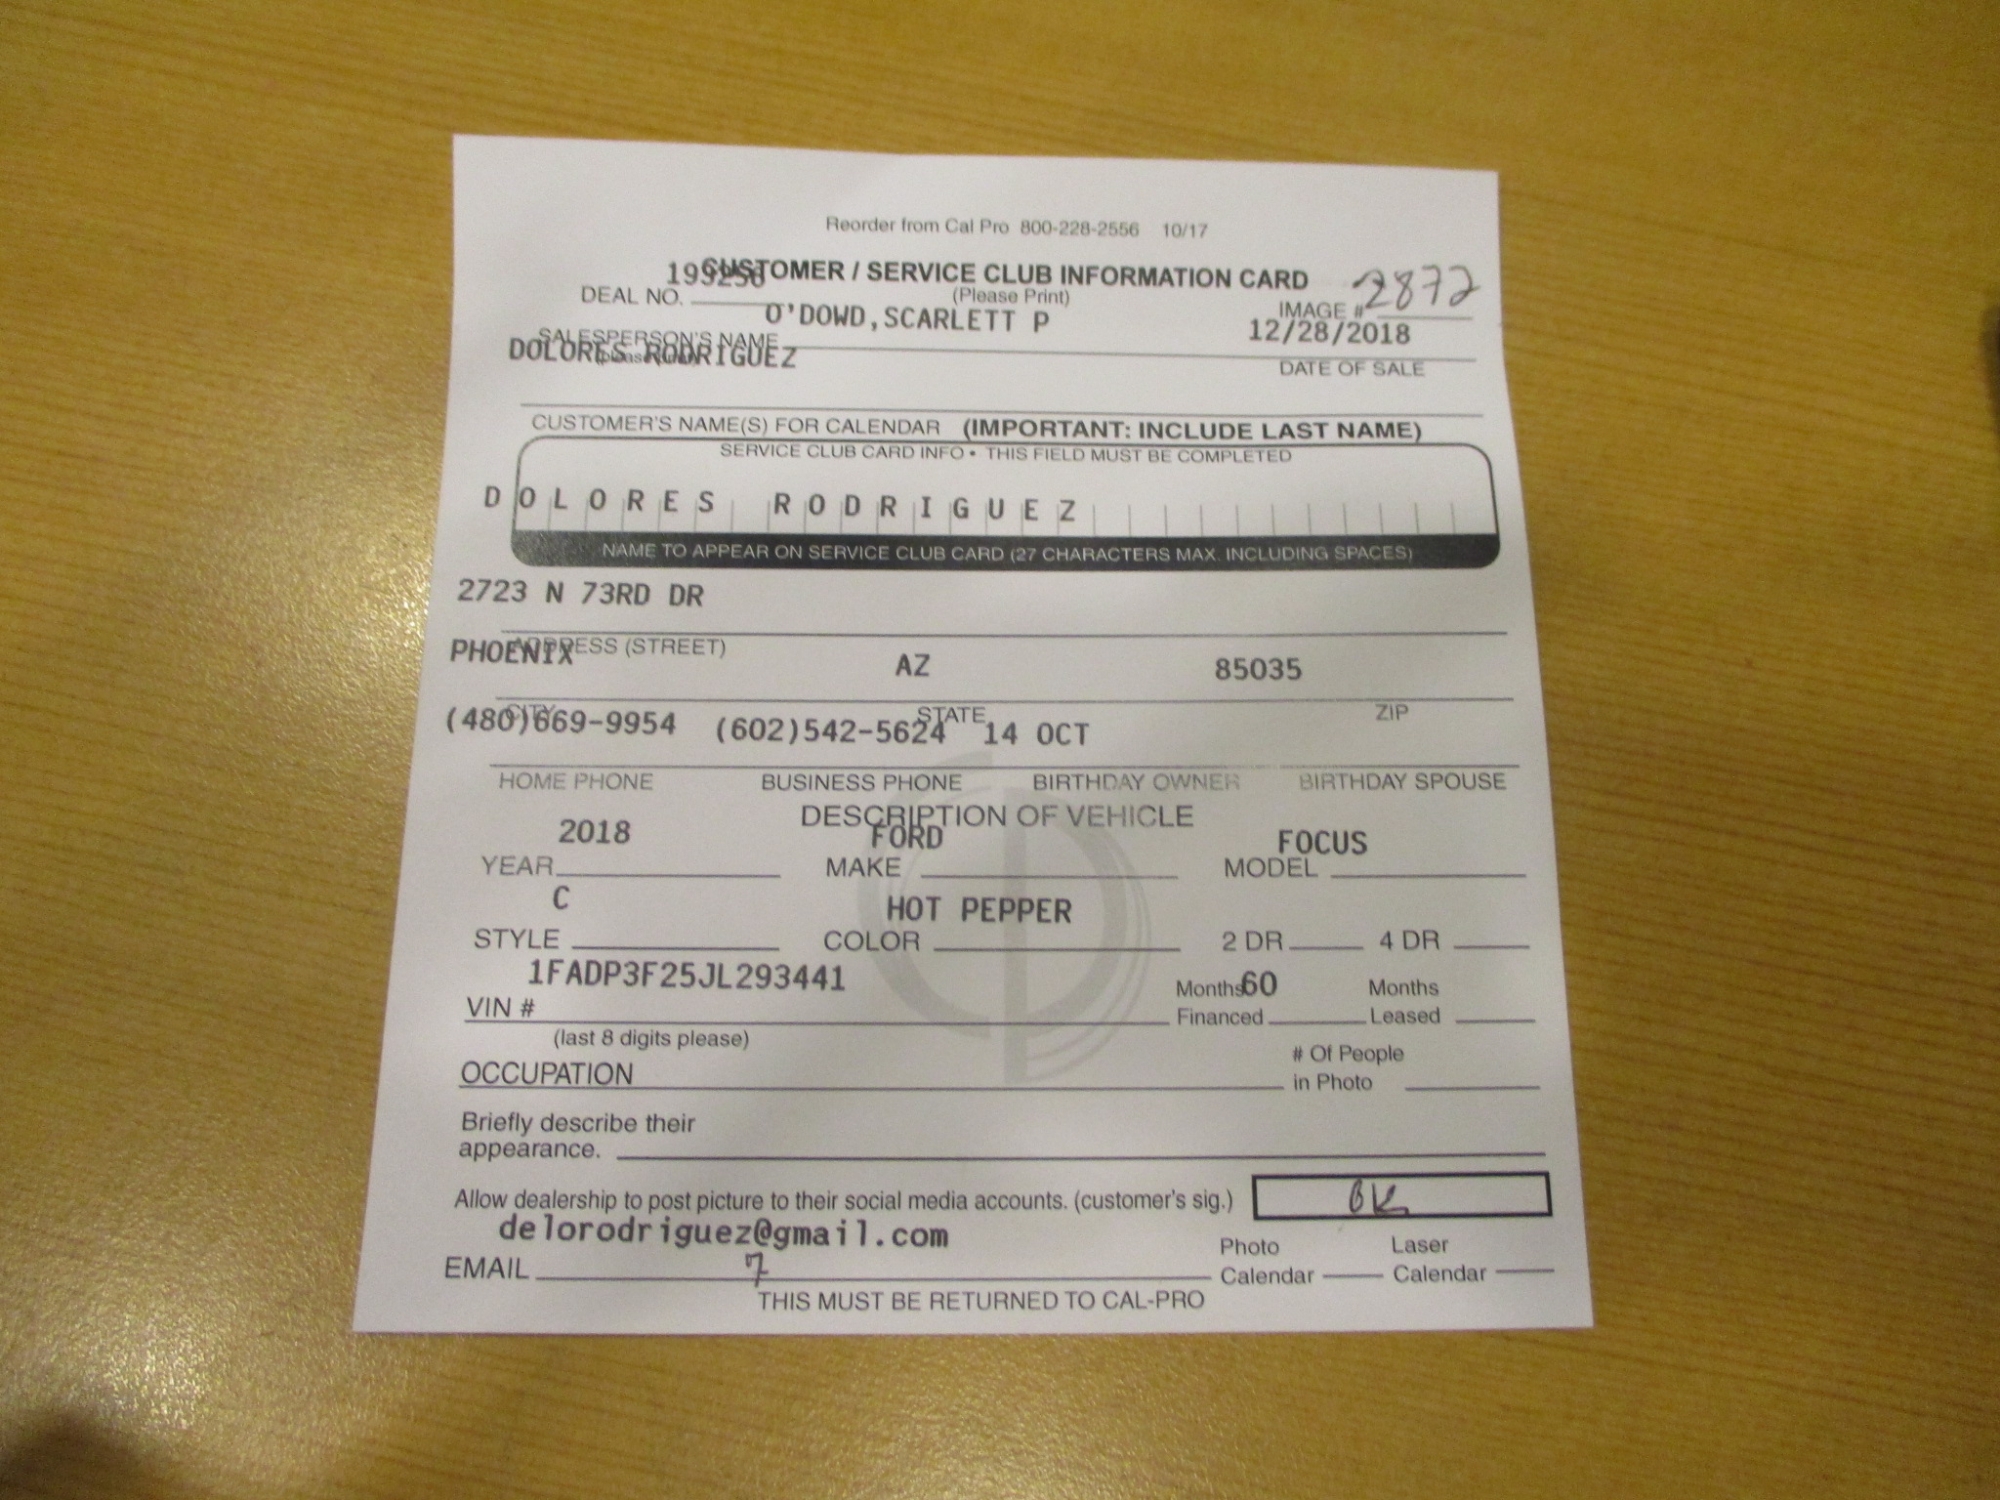 Reorder from Cal Pro 800-228-2556 10/17
CUSTOMER / SERVICE CLUB INFORMATION CARD
(Please Print)
DEAL NO. 199256
IMAGE # 2872
O'DOWD,SCARLETT P
12/28/2018
SALESPERSON'S NAME
DATE OF SALE
DOLORES RODRIGUEZ
CUSTOMER'S NAME(S) FOR CALENDAR (IMPORTANT: INCLUDE LAST NAME)
SERVICE CLUB CARD INFO • THIS FIELD MUST BE COMPLETED
DOLORES RODRIGUEZ
NAME TO APPEAR ON SERVICE CLUB CARD (27 CHARACTERS MAX. INCLUDING SPACES)
2723 N 73RD DR
ADDRESS (STREET)
PHOENIX AZ 85035
CITY STATE ZIP
(480)669-9954 (602)542-5624 14 OCT
HOME PHONE BUSINESS PHONE BIRTHDAY OWNER BIRTHDAY SPOUSE
DESCRIPTION OF VEHICLE
2018 FORD FOCUS
YEAR MAKE MODEL
C HOT PEPPER
STYLE COLOR 2 DR 4 DR
1FADP3F25JL293441
VIN #
Months 60 Months
Financed Leased
(last 8 digits please)
OCCUPATION
# Of People
in Photo
Briefly describe their
appearance.
Allow dealership to post picture to their social media accounts. (customer's sig.) OK
delorodriguez@gmail.com
EMAIL 7
Photo Laser
Calendar Calendar
THIS MUST BE RETURNED TO CAL-PRO